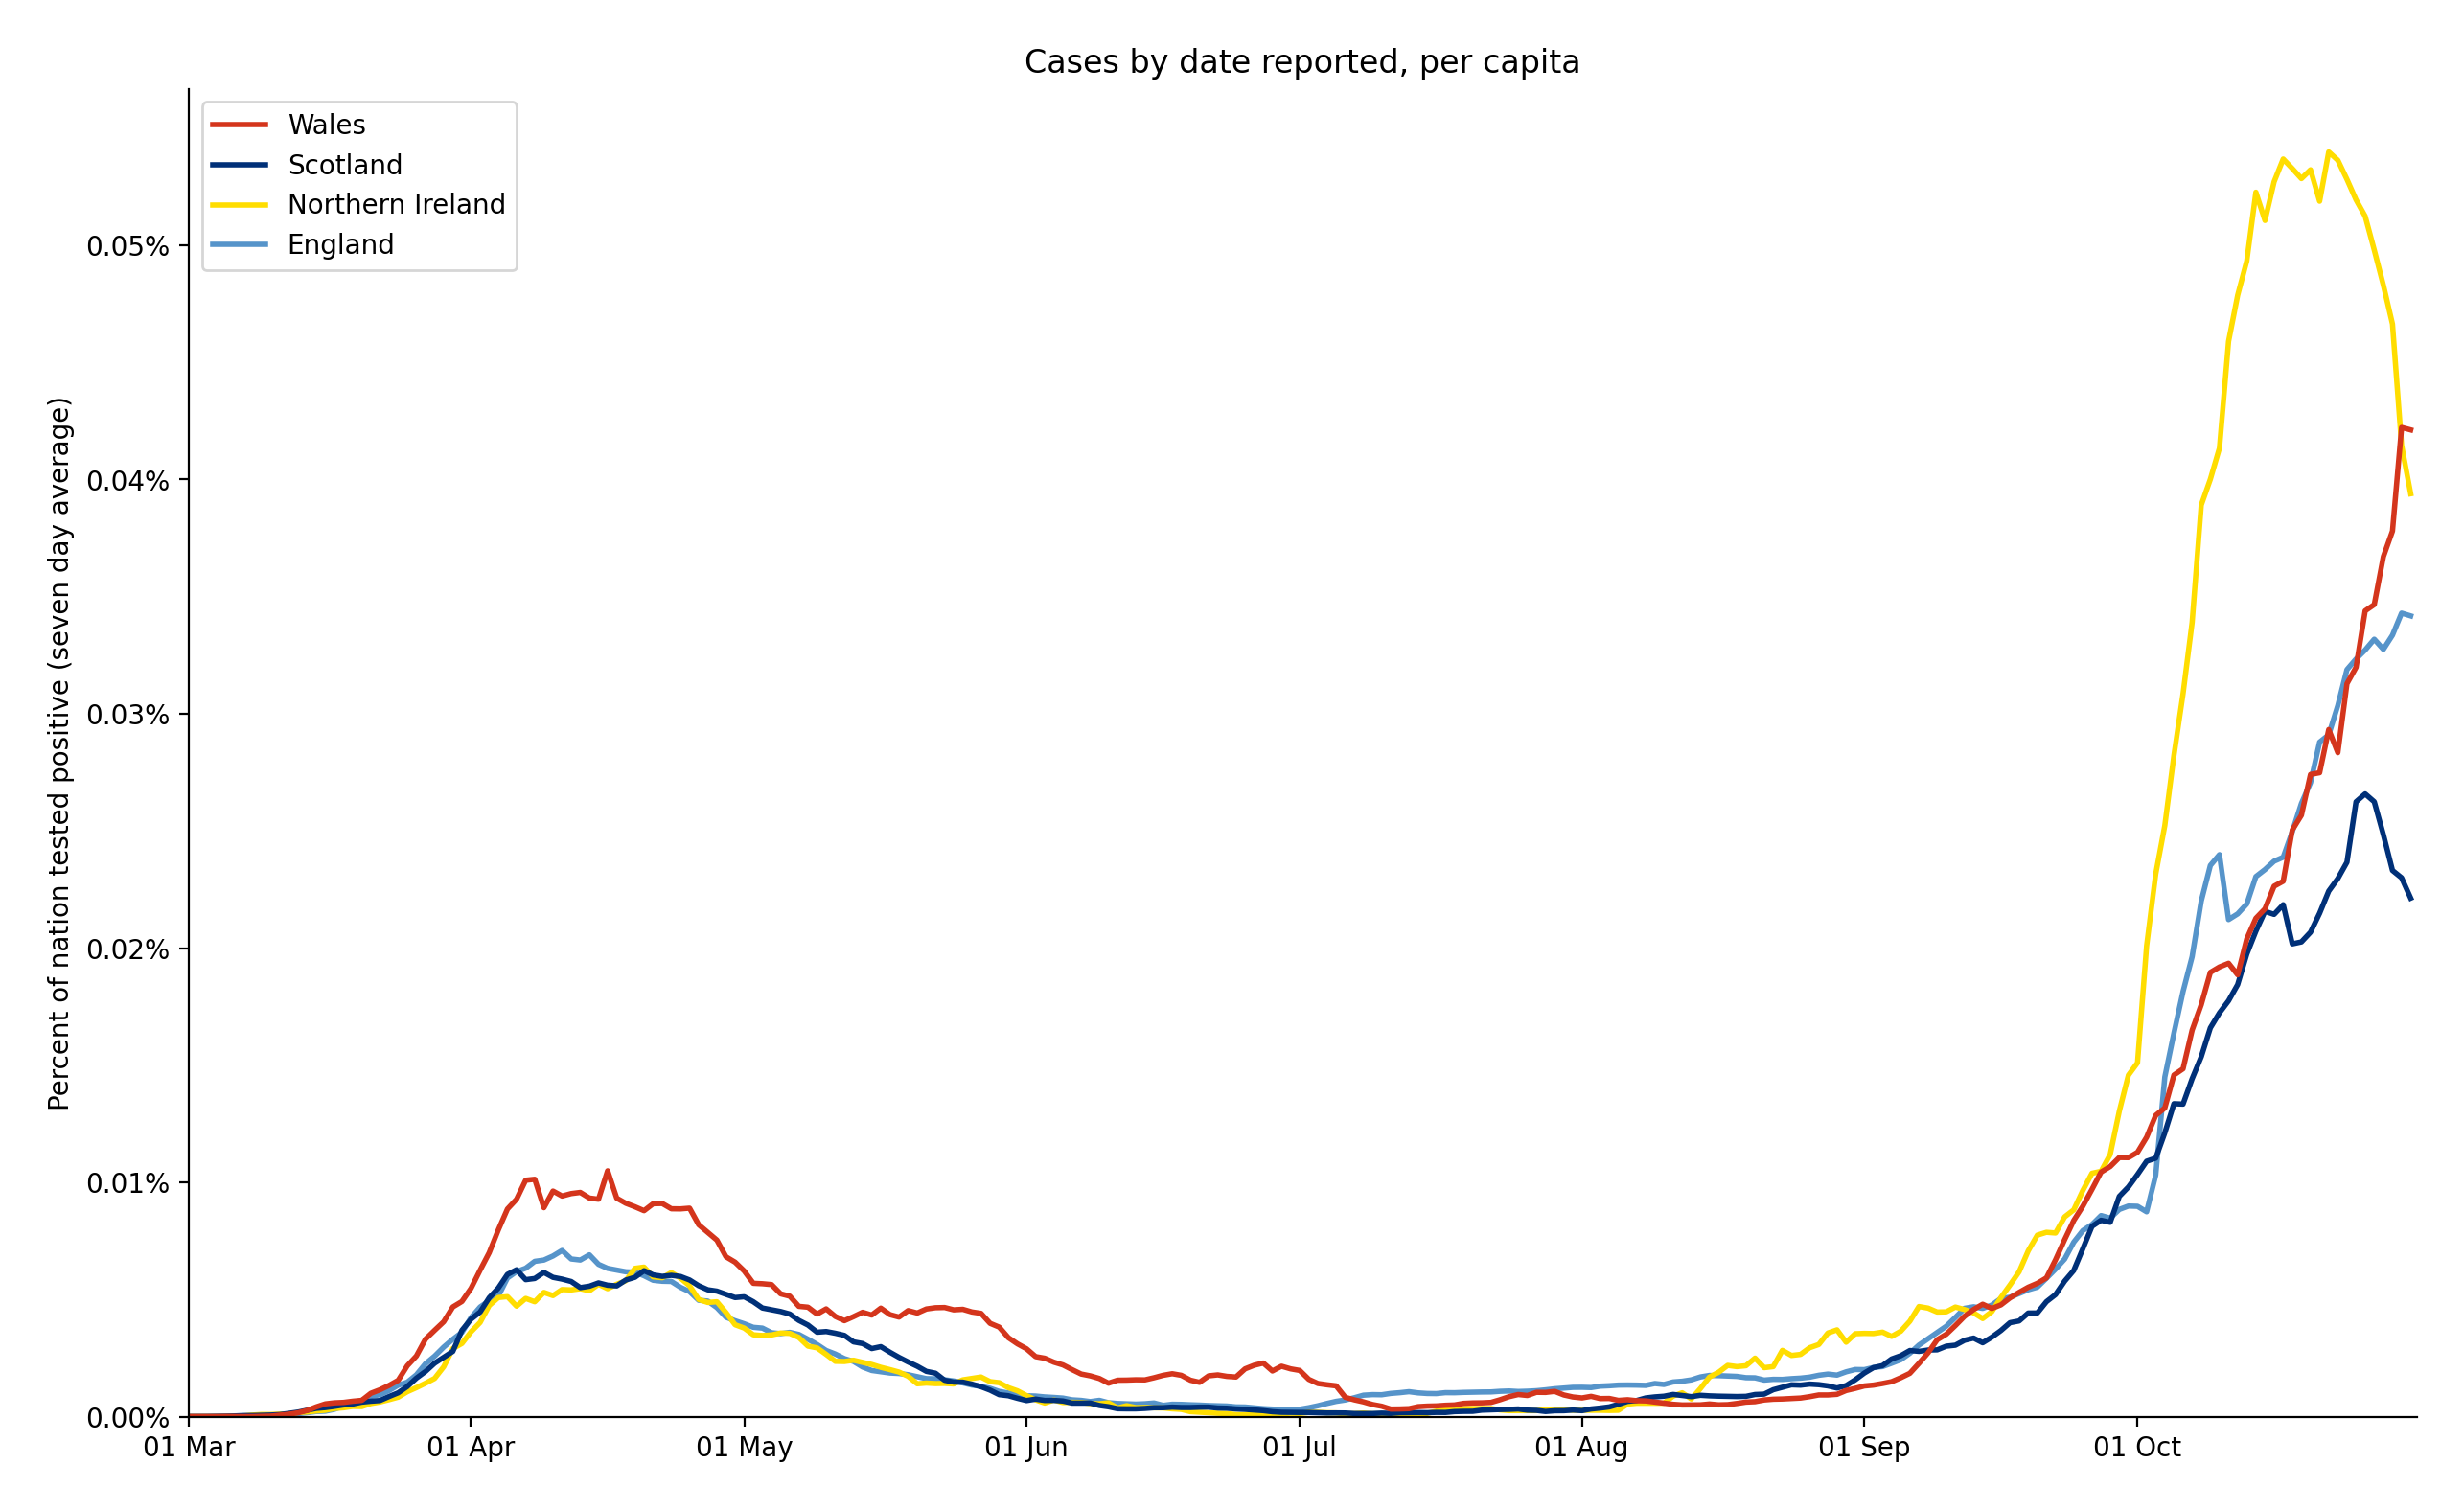 Cases by date reported, per capita
Wales
Scotland
Northern Ireland
England
Percent of nation tested positive (seven day average)
0.05%
0.04%
0.03%
0.02%
0.01%
0.00%
01 Mar
01 Apr
01 May
01 Jun
01 Jul
01 Aug
01 Sep
01 Oct